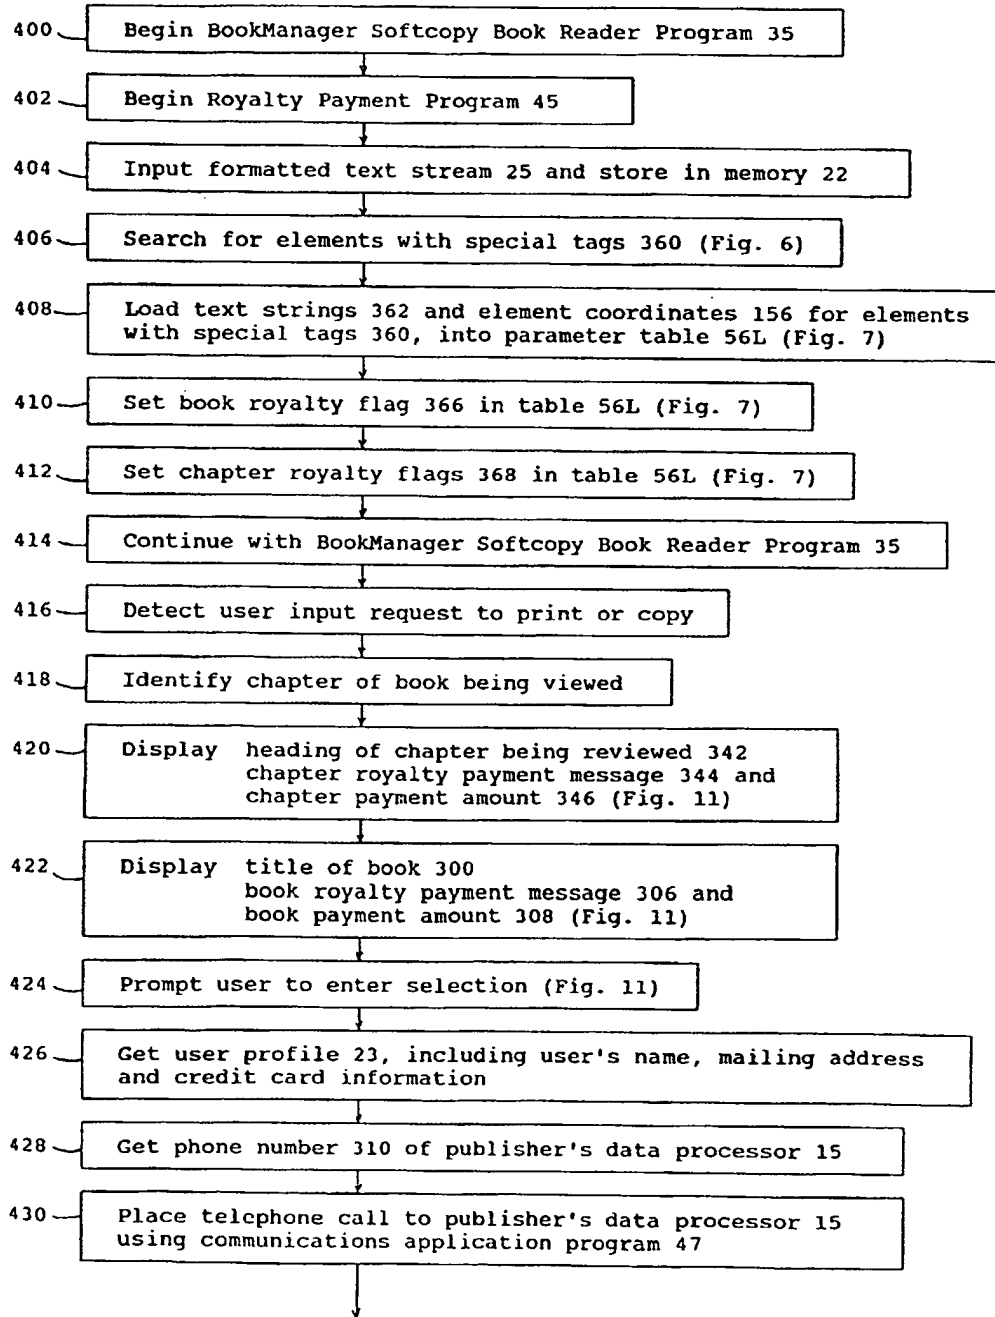 400 Begin BookManager Softcopy Book Reader Program 35
402 Begin Royalty Payment Program 45
404 Input formatted text stream 25 and store in memory 22
406 Search for elements with special tags 360 (Fig. 6)
408 Load text strings 362 and element coordinates 156 for elements
with special tags 360, into parameter table 56L (Fig. 7)
410 Set book royalty flag 366 in table 56L (Fig. 7)
412 Set chapter royalty flags 368 in table 56L (Fig. 7)
414 Continue with BookManager Softcopy Book Reader Program 35
416 Detect user input request to print or copy
418 Identify chapter of book being viewed
420 Display heading of chapter being reviewed 342
chapter royalty payment message 344 and
chapter payment amount 346 (Fig. 11)
422 Display title of book 300
book royalty payment message 306 and
book payment amount 308 (Fig. 11)
424 Prompt user to enter selection (Fig. 11)
426 Get user profile 23, including user's name, mailing address
and credit card information
428 Get phone number 310 of publisher's data processor 15
430 Place telephone call to publisher's data processor 15
using communications application program 47